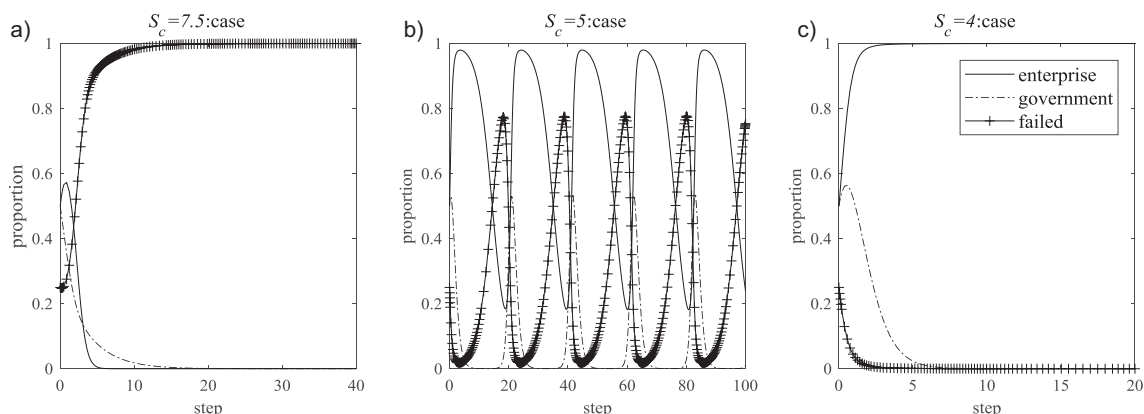 a)
S_c=7.5:case
proportion
1
0.8
0.6
0.4
0.2
0
0 10 20 30 40
step
b)
S_c=5:case
proportion
1
0.8
0.6
0.4
0.2
0
0 20 40 60 80 100
step
c)
S_c=4:case
enterprise
government
failed
proportion
1
0.8
0.6
0.4
0.2
0
0 5 10 15 20
step